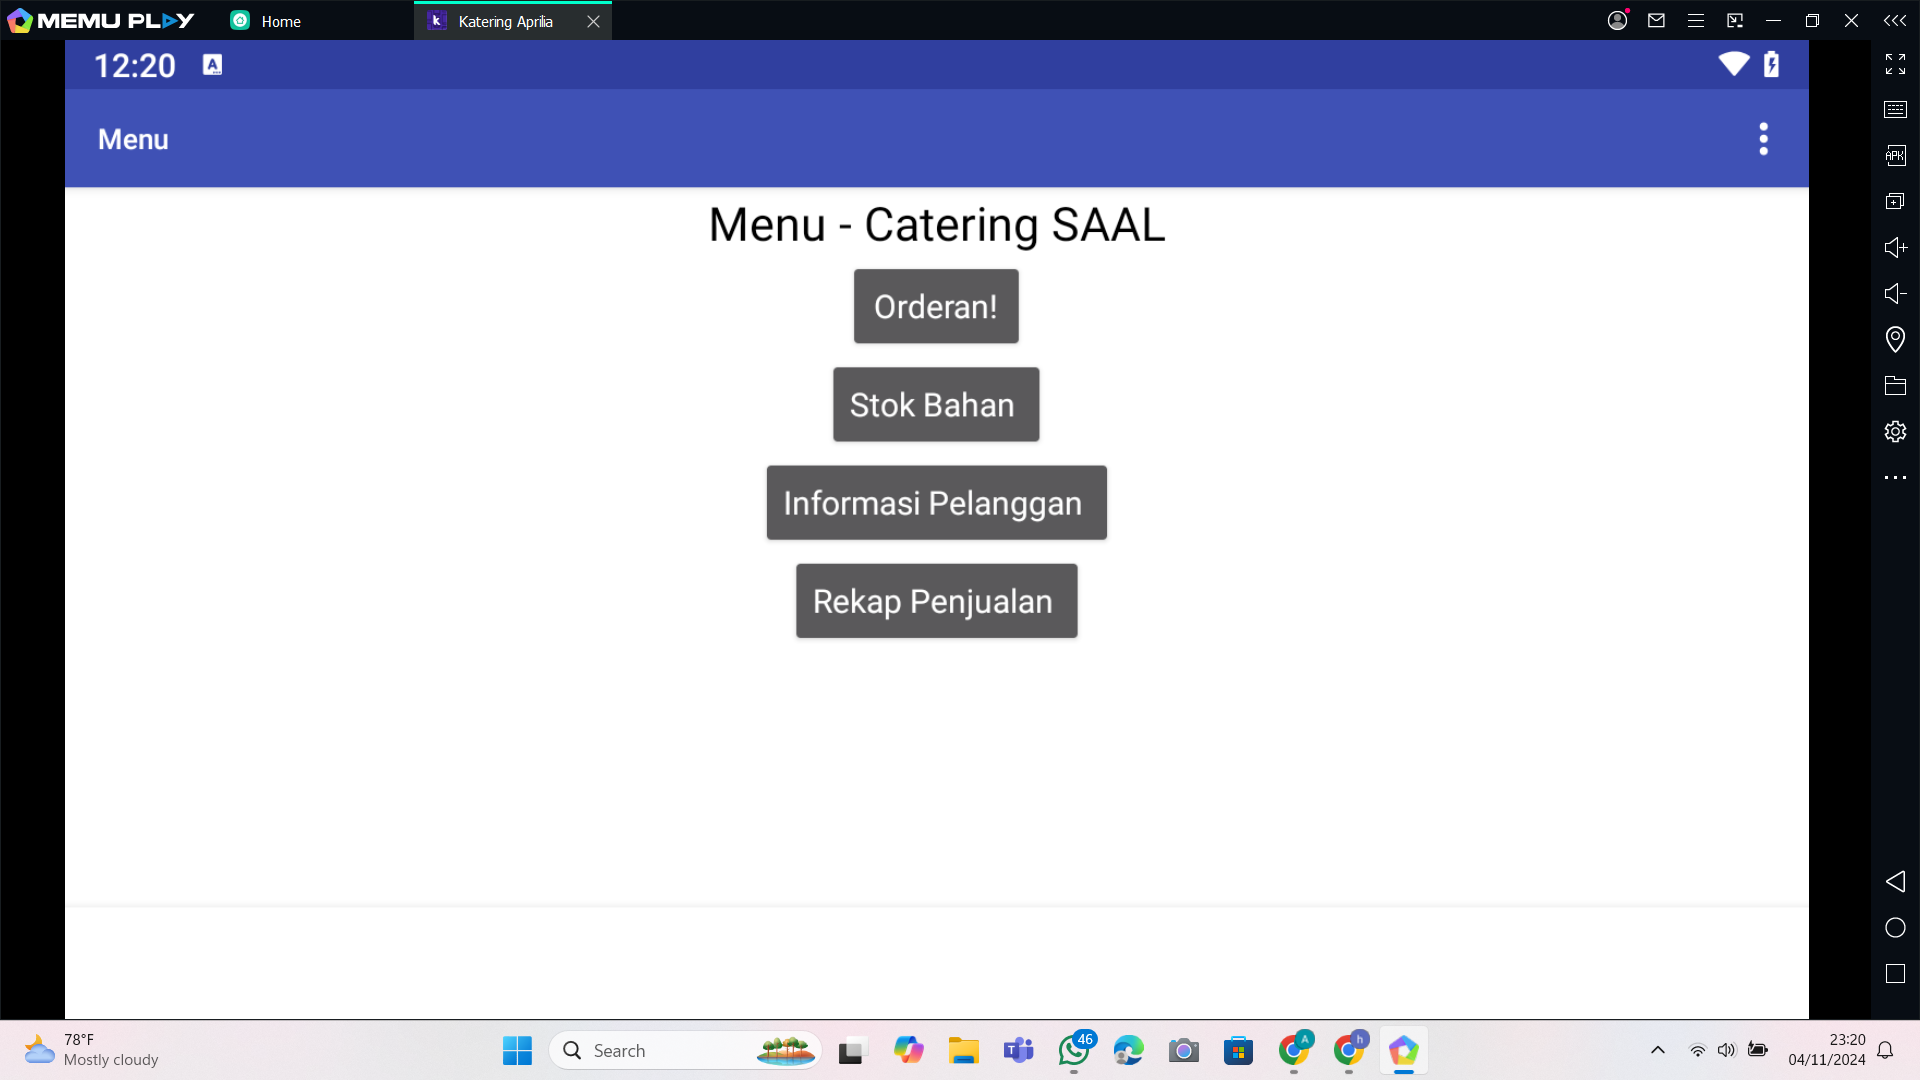 MEMU PLAY
Home
k
Katering Aprilia
12:20
A
Menu
Menu - Catering SAAL
Orderan!
Stok Bahan
Informasi Pelanggan
Rekap Penjualan
APK
78°F
Mostly cloudy
Search
T
46
A
h
23:20
04/11/2024